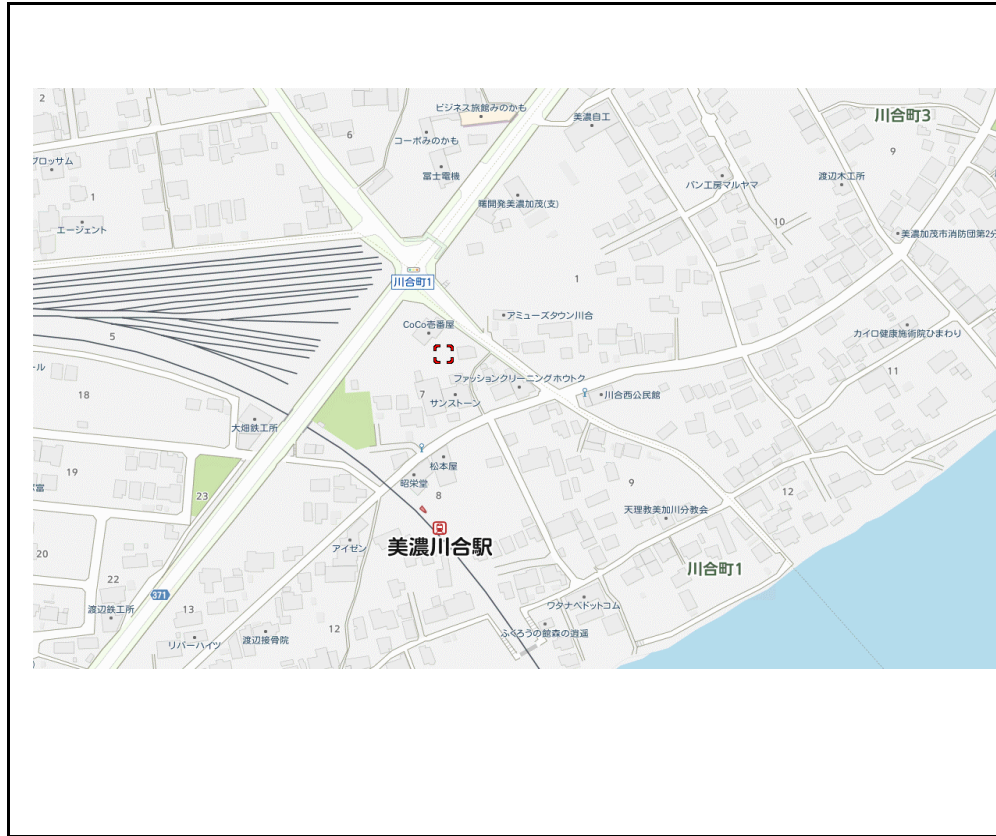 2
ビジネス旅館みのかも
美濃自工
川合町3
6
コーポみのかも
9
ブロッサム
冨士電機
パン工房マルヤマ
渡辺木工所
1
曙開発美濃加茂(支)
10
エージェント
美濃加茂市消防団第2分
川合町1
1
アミューズタウン川合
CoCo壱番屋
5
カイロ健康施術院ひまわり
ール
ファッションクリーニングホウトク
11
18
7
サンストーン
川合西公民館
大畑鉄工所
松本屋
19
昭栄堂
9
12
富
23
8
天理教美加川分教会
美濃川合駅
アイゼン
20
川合町1
22
371
渡辺鉄工所
13
ワタナベドットコム
リバーハイツ
渡辺接骨院
12
ふくろうの館森の逍遥